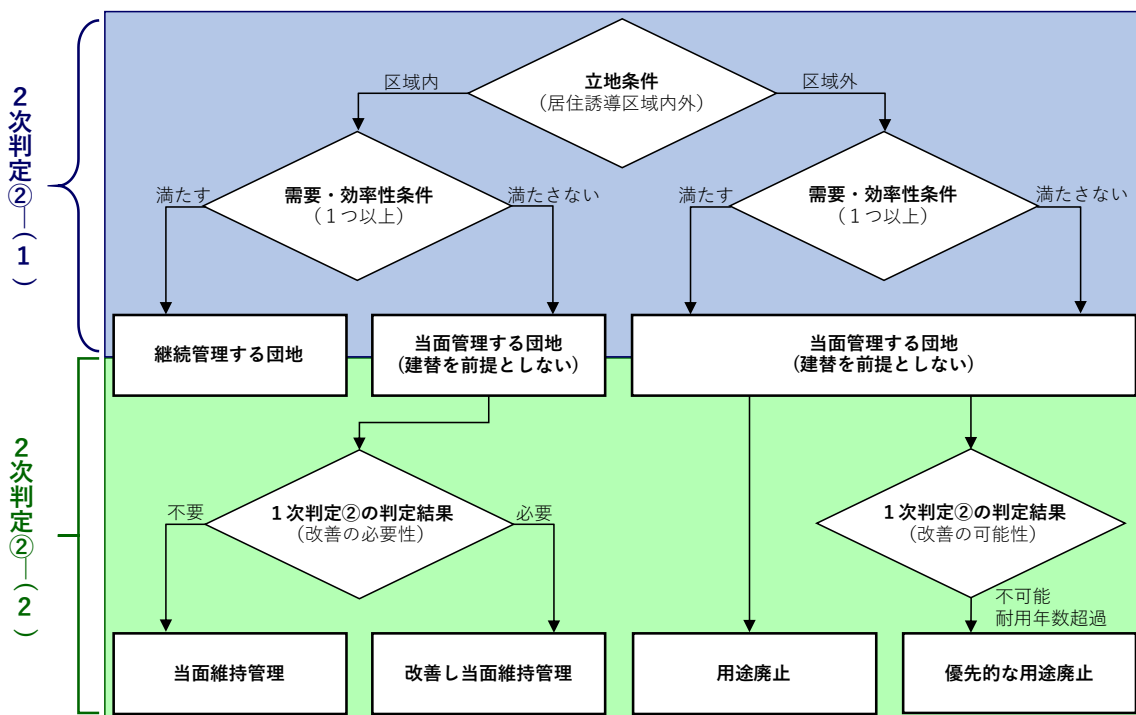 2次判定②―(1)
立地条件
(居住誘導区域内外)
区域内
区域外
需要・効率性条件
(１つ以上)
満たす
満たさない
需要・効率性条件
(１つ以上)
満たす
満たさない
継続管理する団地
当面管理する団地
(建替を前提としない)
当面管理する団地
(建替を前提としない)
2次判定②―(2)
１次判定②の判定結果
(改善の必要性)
不要
必要
１次判定②の判定結果
(改善の可能性)
不可能
耐用年数超過
当面維持管理
改善し当面維持管理
用途廃止
優先的な用途廃止